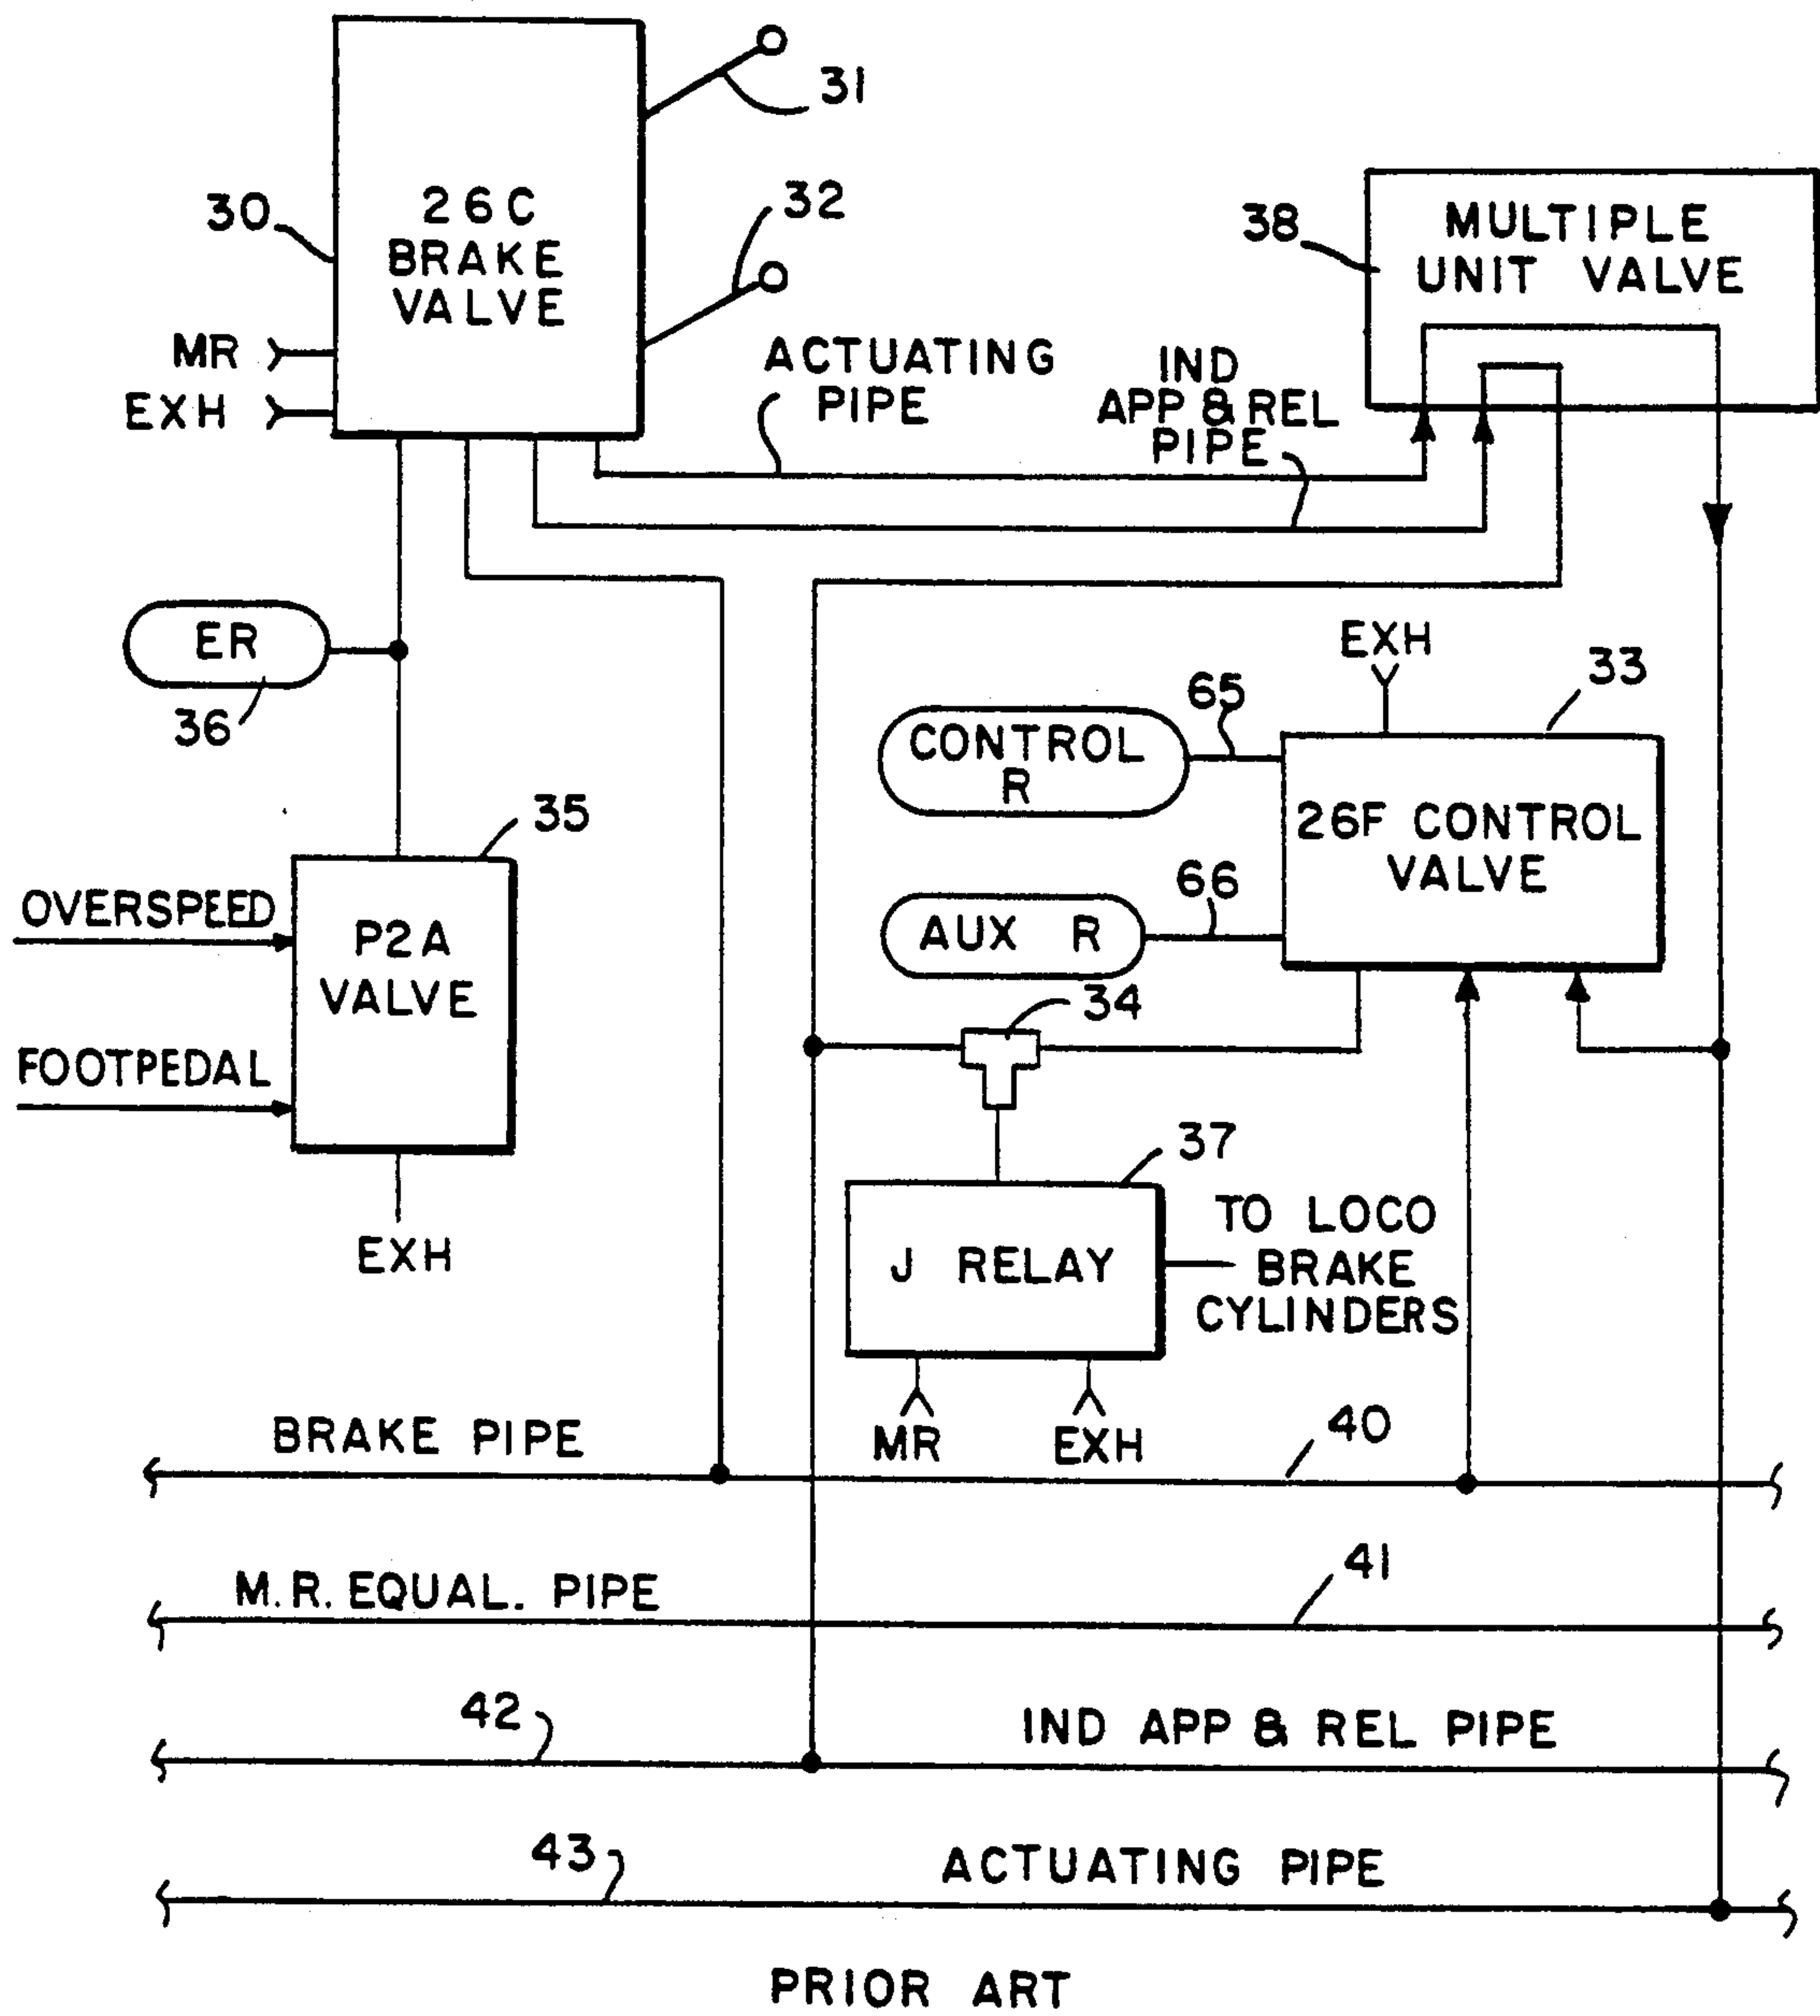 31
26C
BRAKE
VALVE
30
32
MR
EXH
ACTUATING
PIPE
IND
APP & REL
PIPE
38
MULTIPLE
UNIT VALVE
ER
36
EXH
33
65
CONTROL
R
26F CONTROL
VALVE
66
AUX R
35
OVERSPEED
P2A
VALVE
FOOTPEDAL
EXH
34
37
J RELAY
TO LOCO
BRAKE
CYLINDERS
MR
EXH
BRAKE PIPE
40
M.R. EQUAL. PIPE
41
42
IND APP & REL PIPE
43
ACTUATING PIPE
PRIOR ART